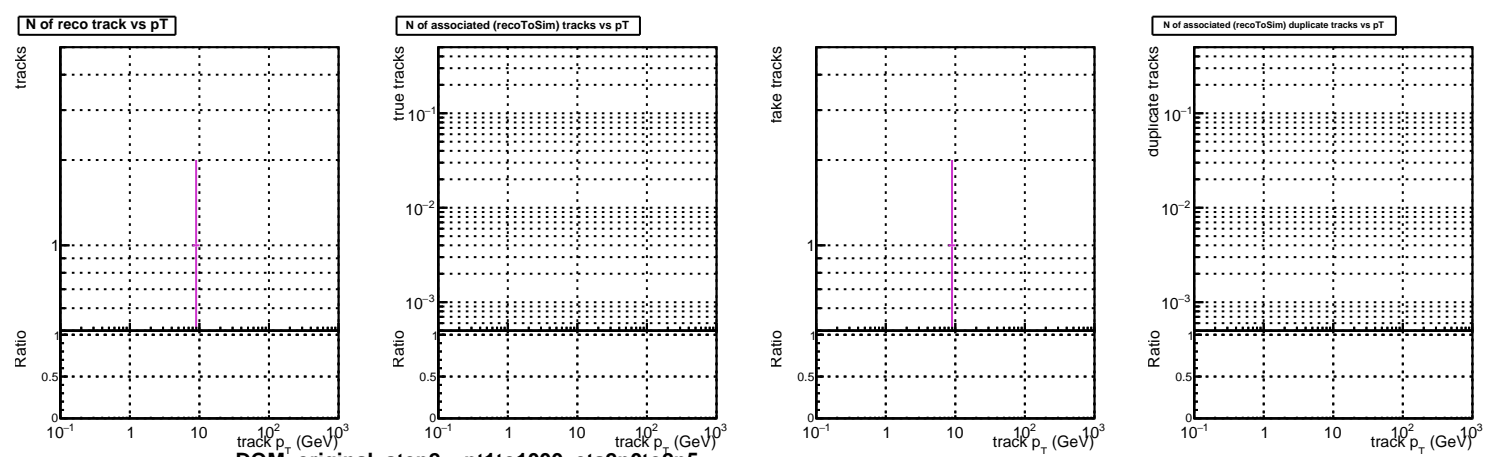 N of reco track vs pT
tracks
1
Ratio
1
0.5
0
10⁻¹ 1 10 10² 10³
track p_T (GeV)
N of associated (recoToSim) tracks vs pT
true tracks
10⁻¹
10⁻²
10⁻³
Ratio
1
0.5
0
10⁻¹ 1 10 10² 10³
track p_T (GeV)
fake tracks
1
Ratio
1
0.5
0
10⁻¹ 1 10 10² 10³
track p_T (GeV)
N of associated (recoToSim) duplicate tracks vs pT
duplicate tracks
10⁻¹
10⁻²
10⁻³
Ratio
1
0.5
0
10⁻¹ 1 10 10² 10³
track p_T (GeV)